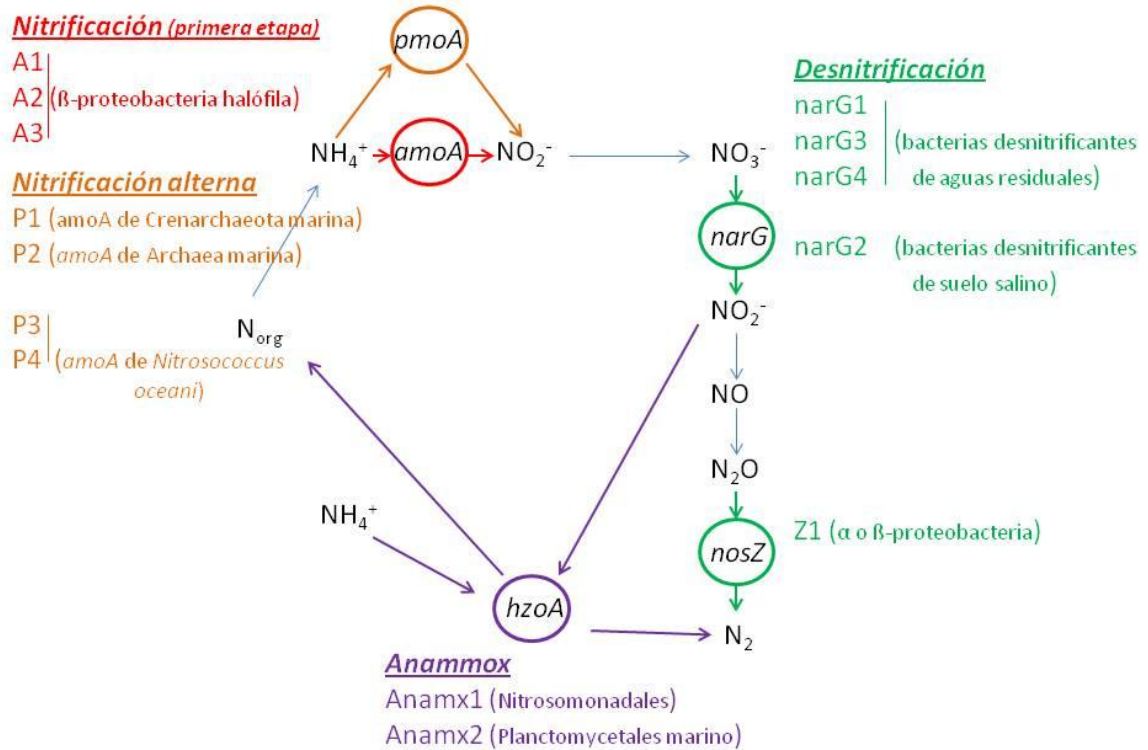 Nitrificación (primera etapa)
A1
A2 (ß-proteobacteria halófila)
A3
pmoA
NH₄⁺
amoA
NO₂⁻
NO₃⁻
Desnitrificación
narG1
narG3 (bacterias desnitrificantes
narG4 de aguas residuales)
Nitrificación alterna
P1 (amoA de Crenarchaeota marina)
P2 (amoA de Archaea marina)
narG
narG2 (bacterias desnitrificantes
de suelo salino)
P3
P4 (amoA de Nitrosococcus
oceani)
N org
NO₂⁻
NO
N₂O
NH₄⁺
nosZ
Z1 (α o ß-proteobacteria)
hzoA
N₂
Anammox
Anamx1 (Nitrosomonadales)
Anamx2 (Planctomycetales marino)